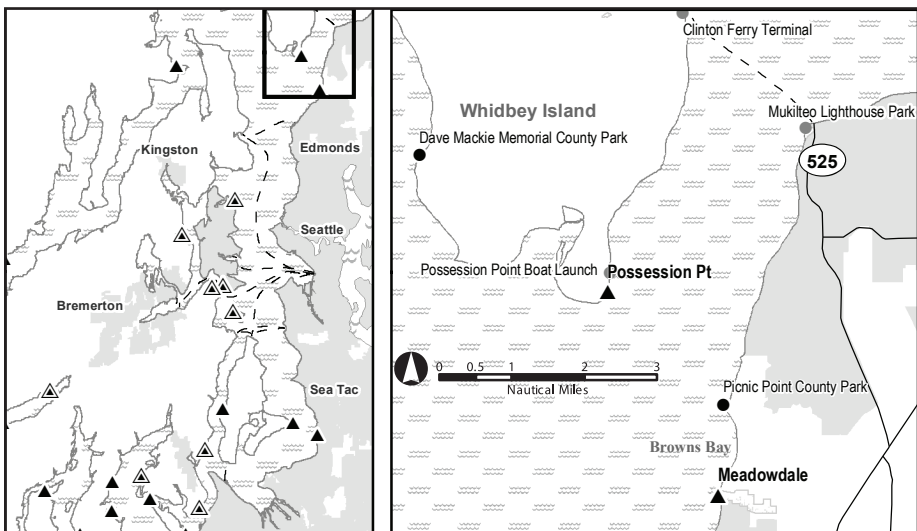 Kingston
Edmonds
Seattle
Bremerton
Sea Tac
Clinton Ferry Terminal
Whidbey Island
Mukilteo Lighthouse Park
Dave Mackie Memorial County Park
525
Possession Point Boat Launch
Possession Pt
0 0.5 1 2 3
Nautical Miles
Picnic Point County Park
Browns Bay
Meadowdale